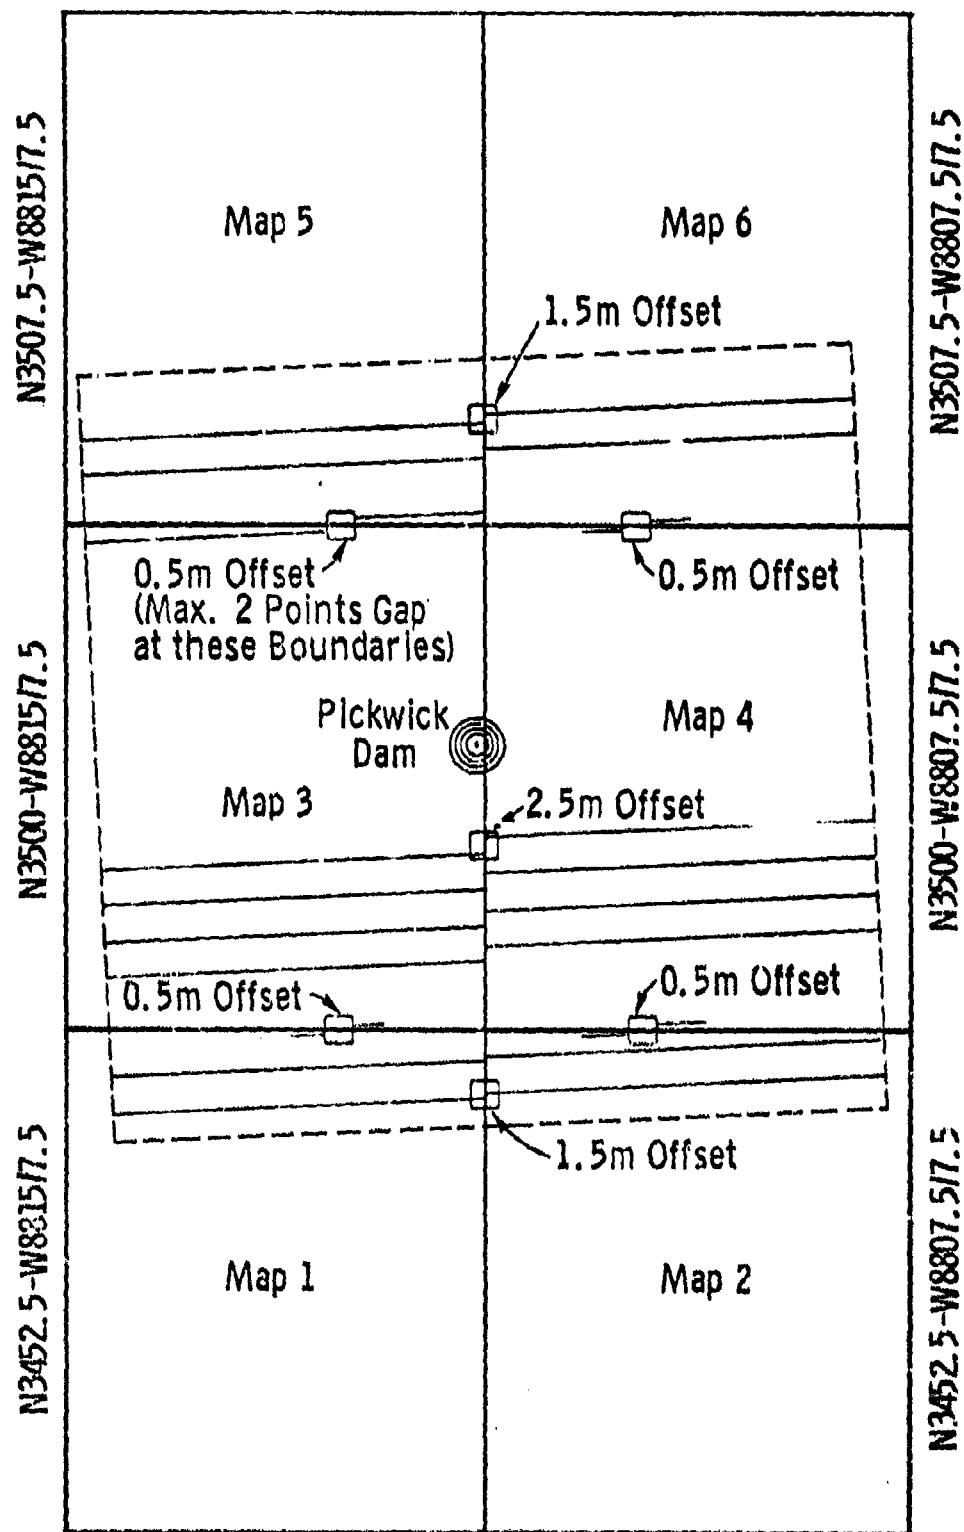 N3507.5-W8815/7.5
N3507.5-W8807.5/7.5
Map 5
Map 6
1.5m Offset
0.5m Offset
(Max. 2 Points Gap
at these Boundaries)
0.5m Offset
N3500-W8815/7.5
N3500-W8807.5/7.5
Pickwick
Dam
Map 4
Map 3
2.5m Offset
0.5m Offset
0.5m Offset
1.5m Offset
N3452.5-W8815/7.5
N3452.5-W8807.5/7.5
Map 1
Map 2